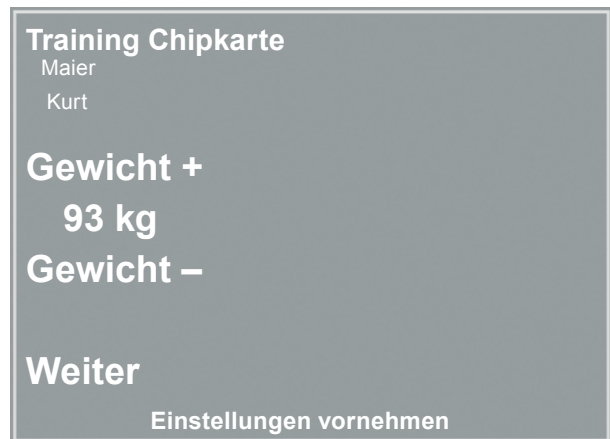 Training Chipkarte
Maier
Kurt
Gewicht +
93 kg
Gewicht –
Weiter
Einstellungen vornehmen